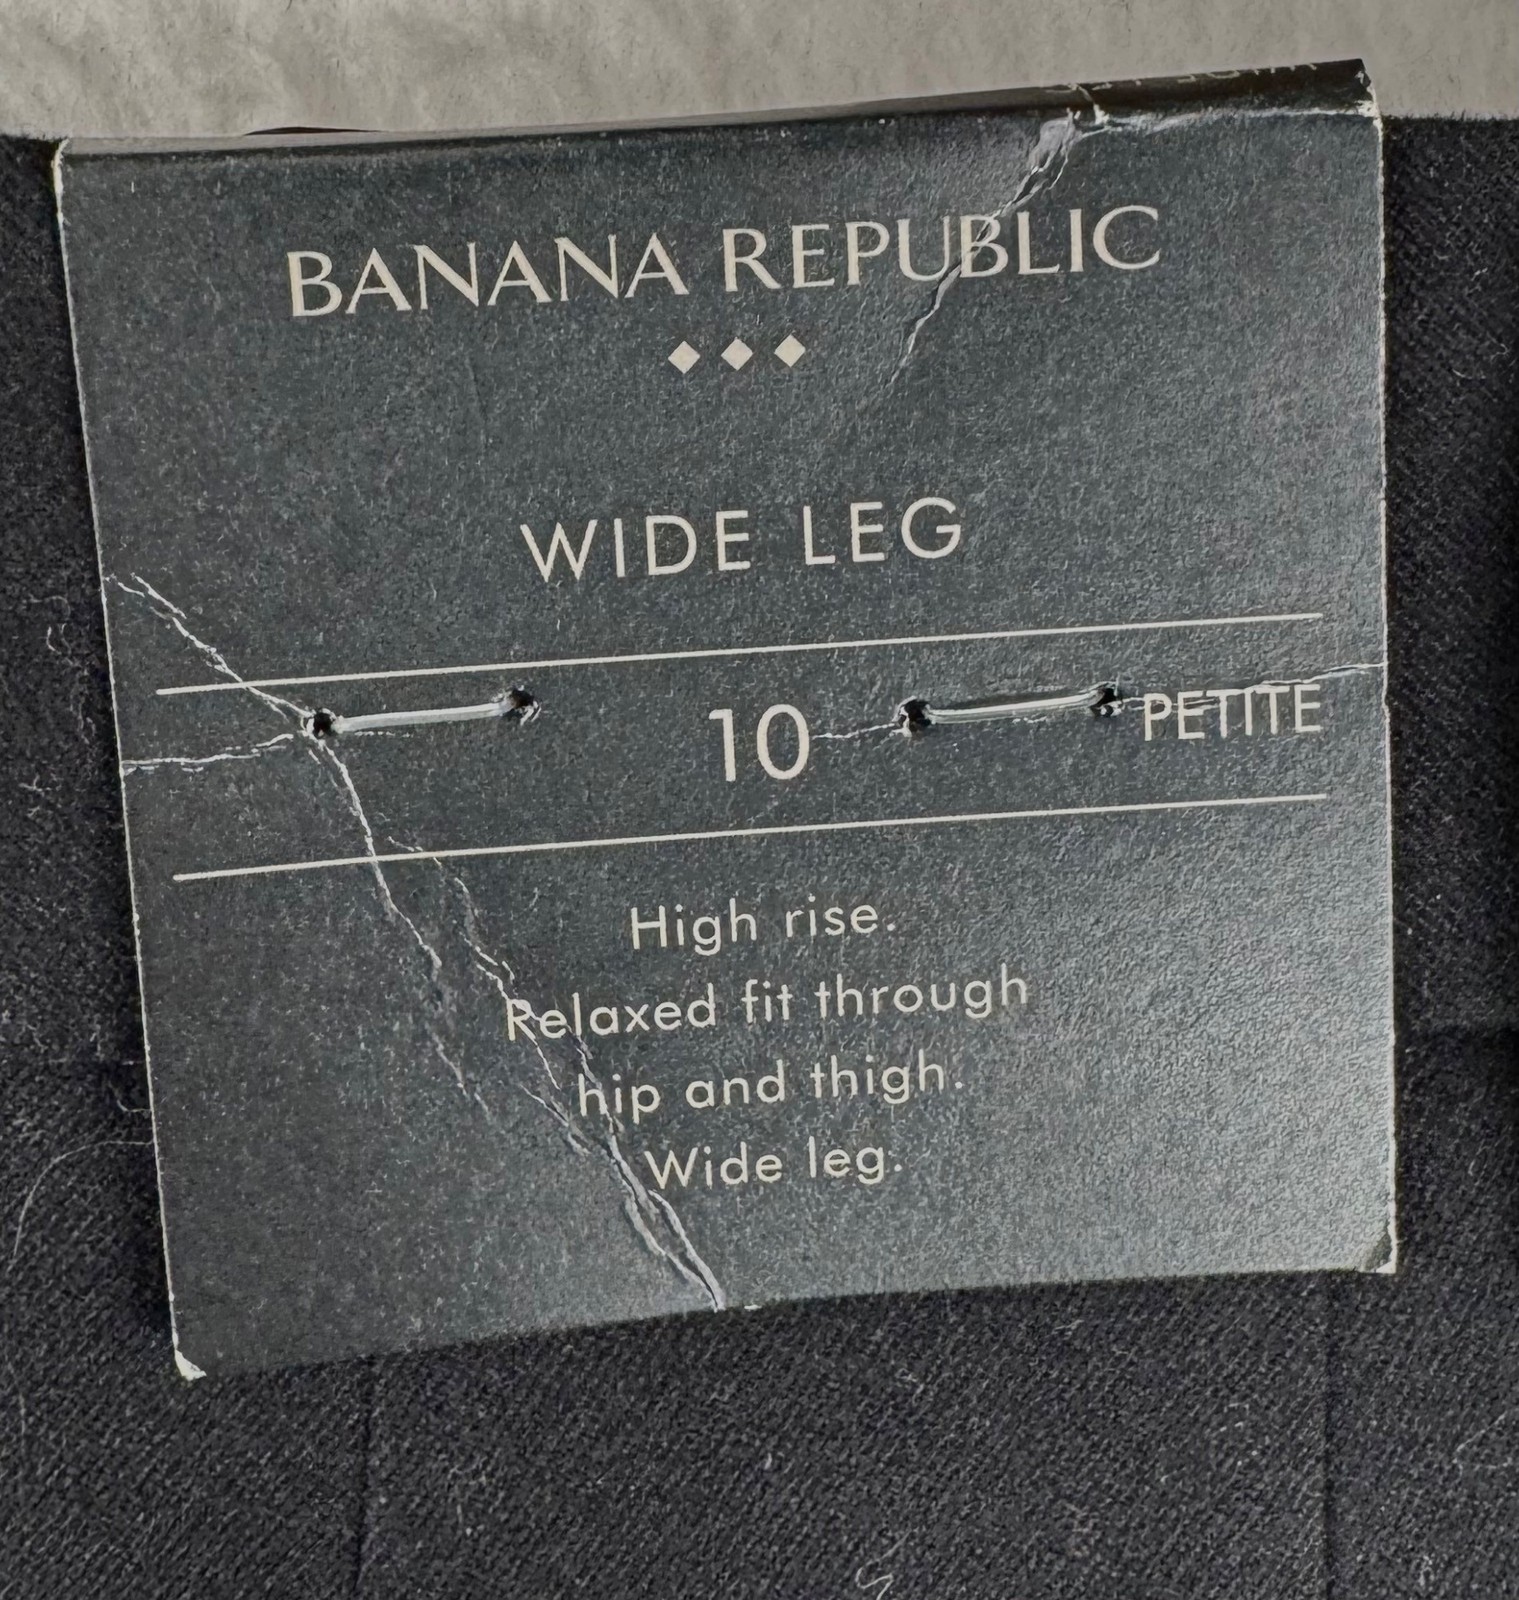 BANANA REPUBLIC
WIDE LEG
10 PETITE
High rise.
Relaxed fit through
hip and thigh.
Wide leg.